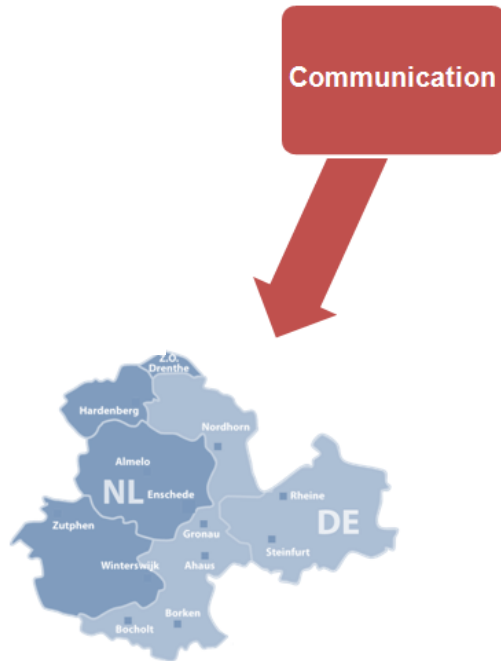 Communication
Z.O.
Drenthe
Hardenberg
Nordhorn
Almelo
NL
Enschede
Rheine
Zutphen
DE
Gronau
Steinfurt
Winterswijk
Ahaus
Borken
Bocholt